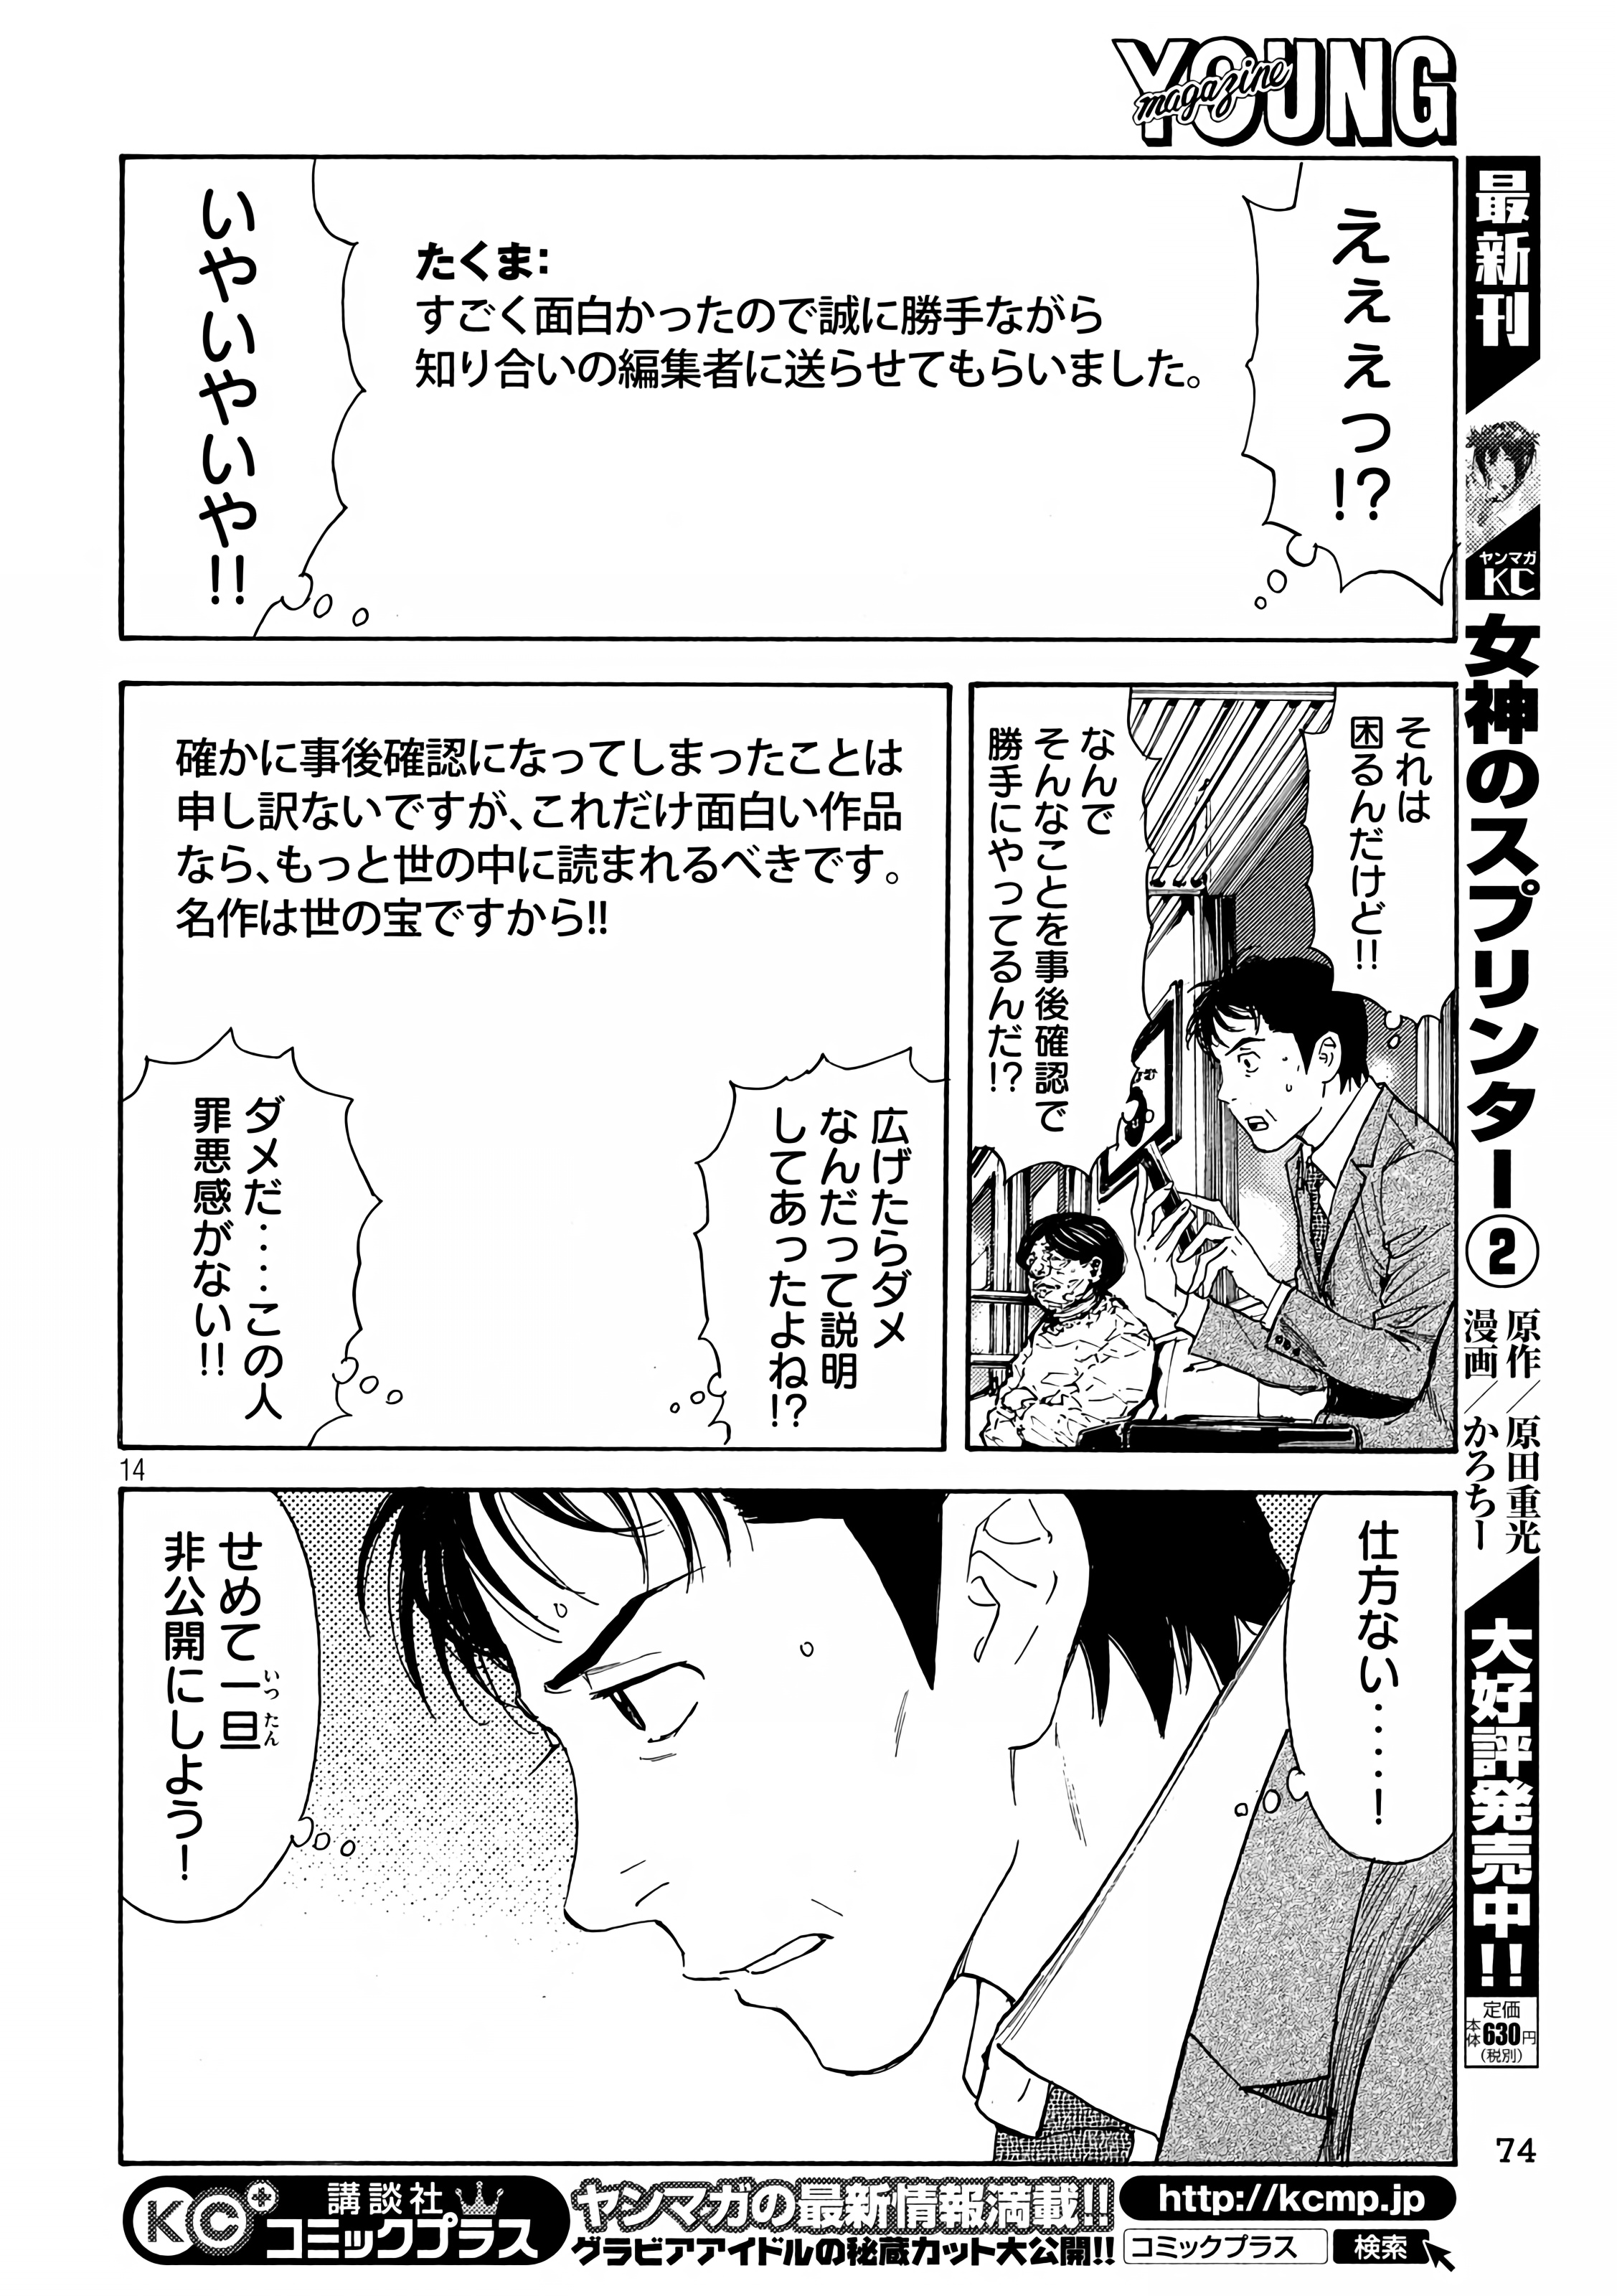 YOUNG
magazine
えぇぇぇっ!?
たくま:
すごく面白かったので誠に勝手ながら
知り合いの編集者に送らせてもらいました。
いやいやいや!!
それは
困るんだけど!!
なんで
そんなことを事後確認で
勝手にやってるんだ!?
確かに事後確認になってしまったことは
申し訳ないですが、これだけ面白い作品
なら、もっと世の中に読まれるべきです。
名作は世の宝ですから!!
広げたらダメ
なんだって説明
してあったよね!?
ダメだ‥‥この人
罪悪感がない!!
14
仕方ない‥‥‥!
せめて一旦
いったん
非公開にしよう!
最新刊
ヤンマガ
KC
女神のスプリンター②
原作/原田重光
漫画/かろちー
大好評発売中!!
定価
本体630円
(税別)
74
KC+
講談社
コミックプラス
ヤンマガの最新情報満載!!
グラビアアイドルの秘蔵カット大公開!!
http://kcmp.jp
コミックプラス 検索